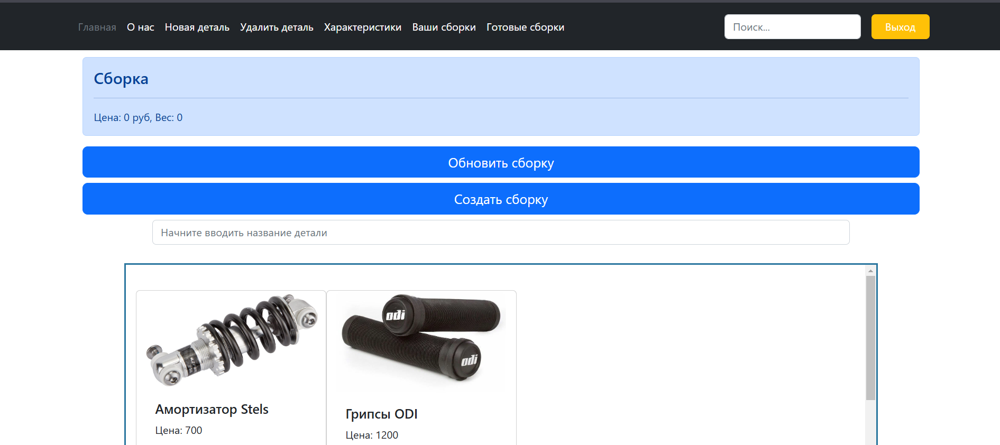 Главная О нас Новая деталь Удалить деталь Характеристики Ваши сборки Готовые сборки Поиск... Выход
Сборка
Цена: 0 руб, Вес: 0
Обновить сборку
Создать сборку
Начните вводить название детали
odi
odi
Амортизатор Stels
Цена: 700
Грипсы ODI
Цена: 1200